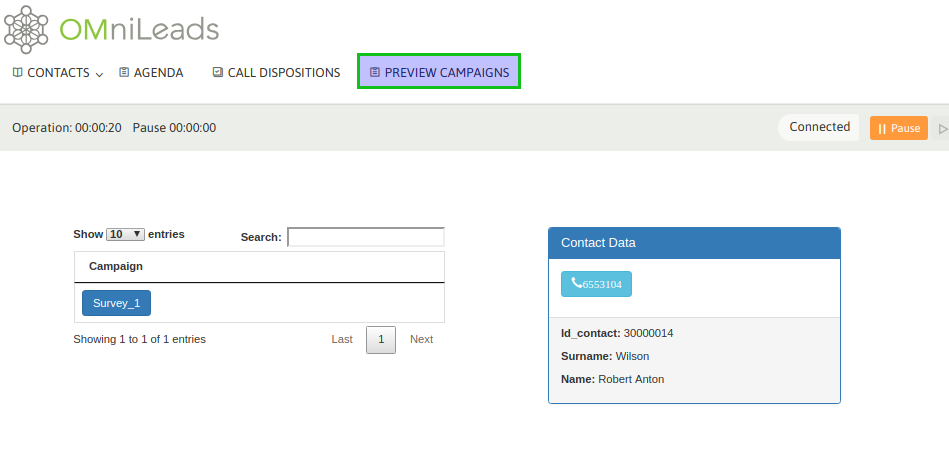 OMniLeads
CONTACTS AGENDA CALL DISPOSITIONS PREVIEW CAMPAIGNS
Operation: 00:00:20 Pause 00:00:00 Connected Pause
Show 10 entries Search:
Campaign
Survey_1
Showing 1 to 1 of 1 entries Last 1 Next
Contact Data
6553104
Id_contact: 30000014
Surname: Wilson
Name: Robert Anton